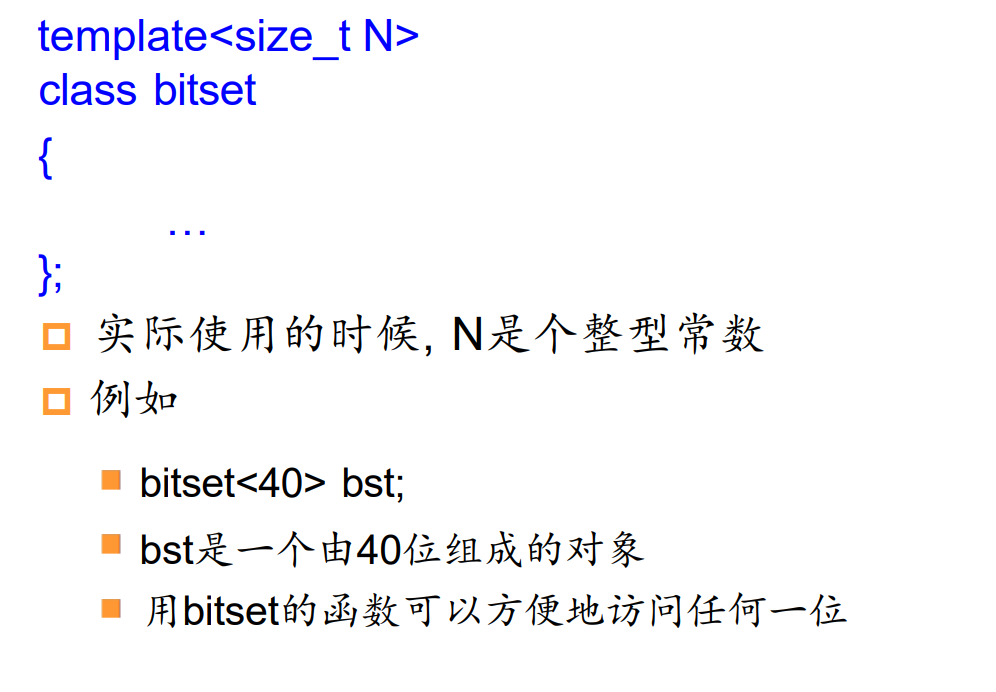 template<size_t N>
class bitset
{
…
};
实际使用的时候, N是个整型常数
例如
bitset<40> bst;
bst是一个由40位组成的对象
用bitset的函数可以方便地访问任何一位